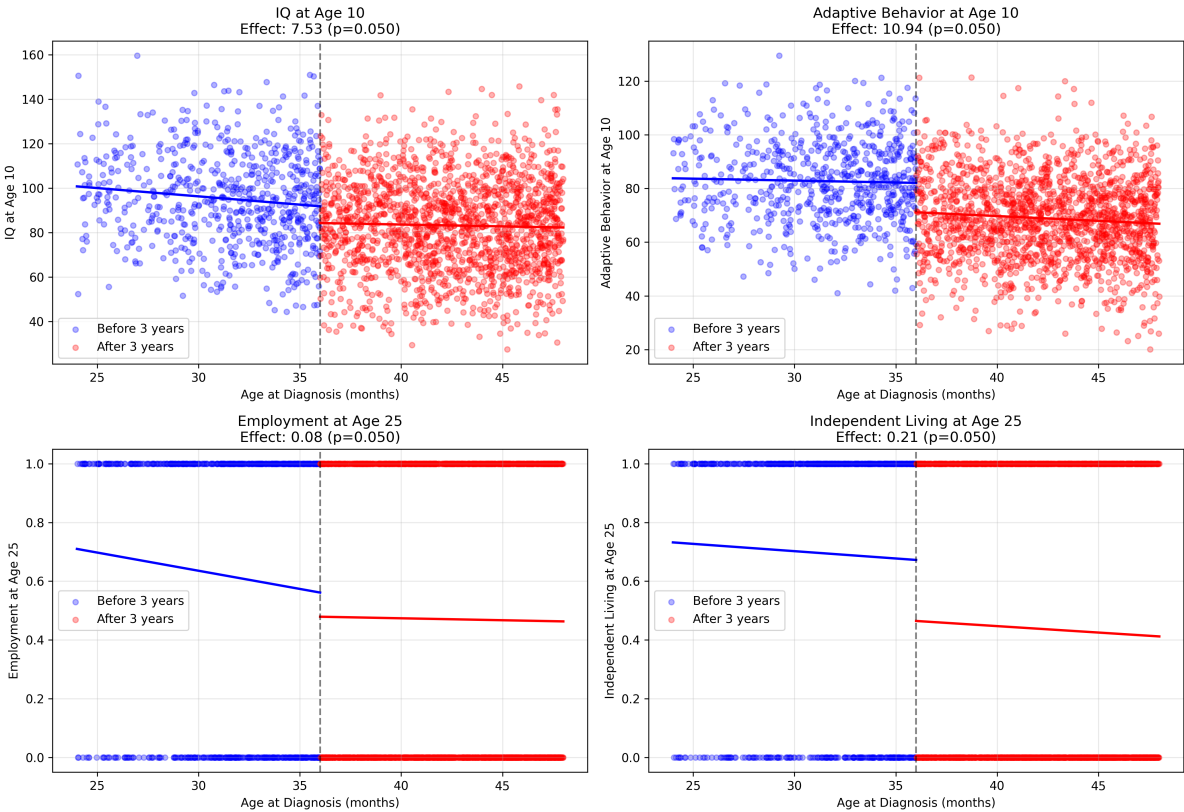 IQ at Age 10
Effect: 7.53 (p=0.050)
IQ at Age 10
160
140
120
100
80
60
40
Before 3 years
After 3 years
25
30
35
40
45
Age at Diagnosis (months)
Adaptive Behavior at Age 10
Effect: 10.94 (p=0.050)
Adaptive Behavior at Age 10
120
100
80
60
40
20
Before 3 years
After 3 years
25
30
35
40
45
Age at Diagnosis (months)
Employment at Age 25
Effect: 0.08 (p=0.050)
Employment at Age 25
1.0
0.8
0.6
0.4
0.2
0.0
Before 3 years
After 3 years
25
30
35
40
45
Age at Diagnosis (months)
Independent Living at Age 25
Effect: 0.21 (p=0.050)
Independent Living at Age 25
1.0
0.8
0.6
0.4
0.2
0.0
Before 3 years
After 3 years
25
30
35
40
45
Age at Diagnosis (months)